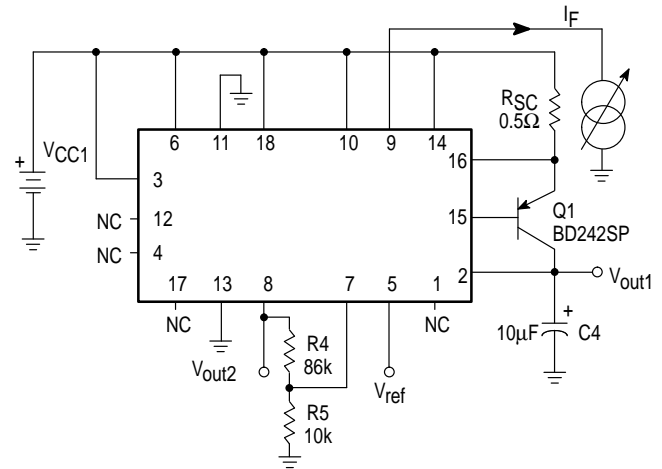 I_F
R_SC
0.5Ω
V_CC1
+
6
11
18
10
9
14
3
16
NC
12
15
Q1
BD242SP
NC
4
2
V_out1
17
13
8
7
5
1
NC
NC
R4
86k
V_out2
V_ref
+
10μF
C4
R5
10k